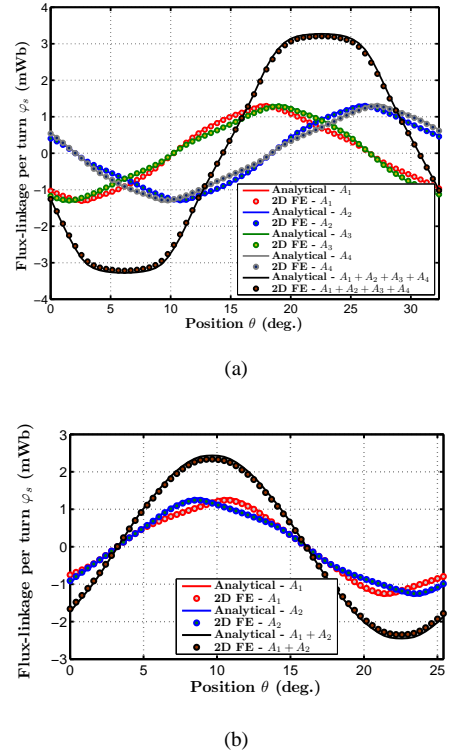 4
3
2
1
0
−1
−2
−3
−4
Flux-linkage per turn φₛ (mWb)
0 5 10 15 20 25 30
Position θ (deg.)
Analytical - A₁
2D FE - A₁
Analytical - A₂
2D FE - A₂
Analytical - A₃
2D FE - A₃
Analytical - A₄
2D FE - A₄
Analytical - A₁ + A₂ + A₃ + A₄
2D FE - A₁ + A₂ + A₃ + A₄
(a)
3
2
1
0
−1
−2
−3
Flux-linkage per turn φₛ (mWb)
0 5 10 15 20 25
Position θ (deg.)
Analytical - A₁
2D FE - A₁
Analytical - A₂
2D FE - A₂
Analytical - A₁ + A₂
2D FE - A₁ + A₂
(b)